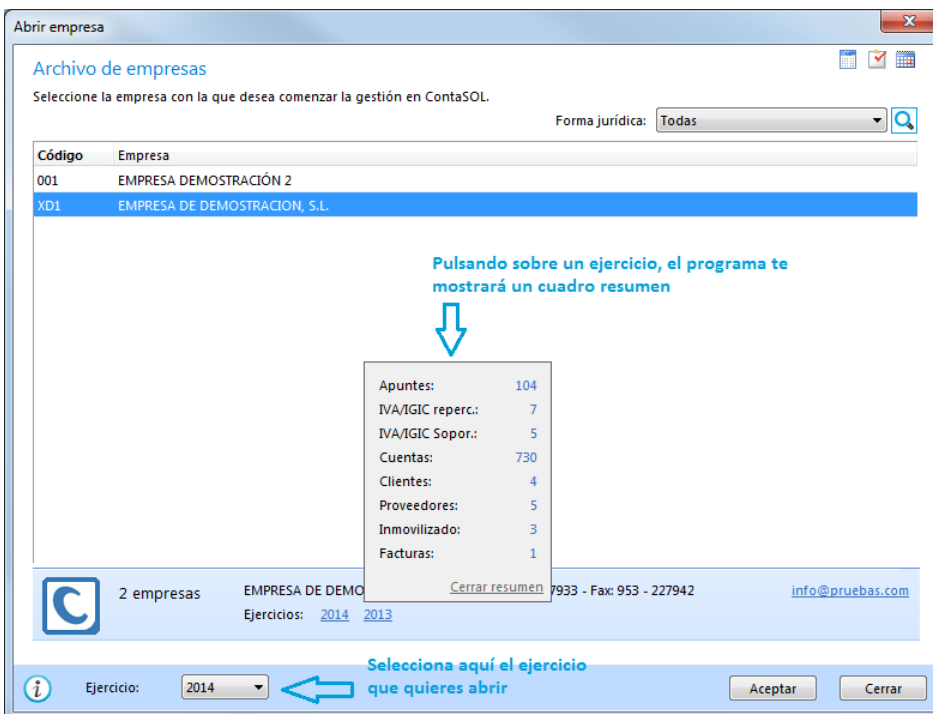 Abrir empresa
Archivo de empresas
Seleccione la empresa con la que desea comenzar la gestión en ContaSOL.
Forma jurídica: Todas
Código Empresa
001 EMPRESA DEMOSTRACIÓN 2
XD1 EMPRESA DE DEMOSTRACION, S.L.
Pulsando sobre un ejercicio, el programa te
mostrará un cuadro resumen
Apuntes: 104
IVA/IGIC reperc.: 7
IVA/IGIC Sopor.: 5
Cuentas: 730
Clientes: 4
Proveedores: 5
Inmovilizado: 3
Facturas: 1
Cerrar resumen
C
2 empresas EMPRESA DE DEMO 7933 - Fax: 953 - 227942 info@pruebas.com
Ejercicios: 2014 2013
Selecciona aquí el ejercicio
que quieres abrir
i Ejercicio: 2014 Aceptar Cerrar